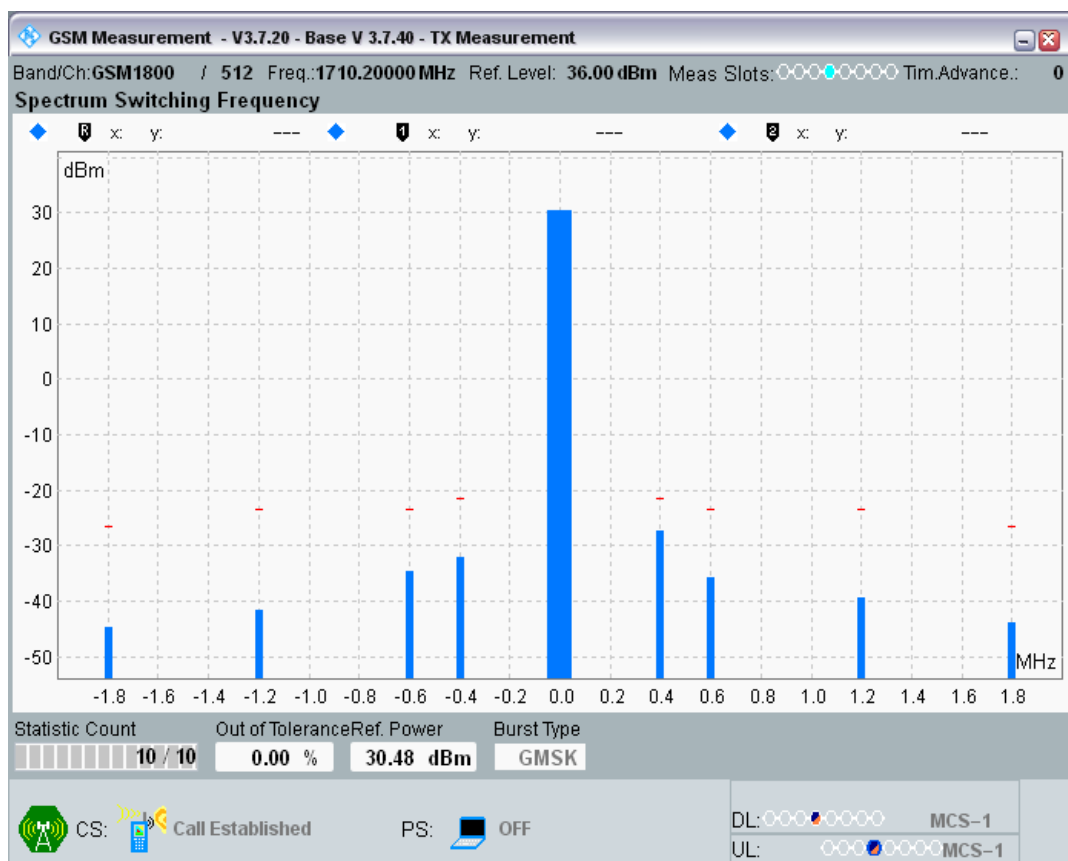 GSM Measurement - V3.7.20 - Base V 3.7.40 - TX Measurement
Band/Ch:GSM1800 / 512 Freq.:1710.20000 MHz Ref. Level: 36.00 dBm Meas Slots: Tim.Advance.: 0
Spectrum Switching Frequency
R x: y: --- 1 x: y: --- 2 x: y: ---
dBm
30
20
10
0
-10
-20
-30
-40
-50
MHz
-1.8 -1.6 -1.4 -1.2 -1.0 -0.8 -0.6 -0.4 -0.2 0.0 0.2 0.4 0.6 0.8 1.0 1.2 1.4 1.6 1.8
Statistic Count Out of Tolerance Ref. Power Burst Type
10 / 10 0.00 % 30.48 dBm GMSK
CS: Call Established PS: OFF
DL: MCS-1
UL: MCS-1